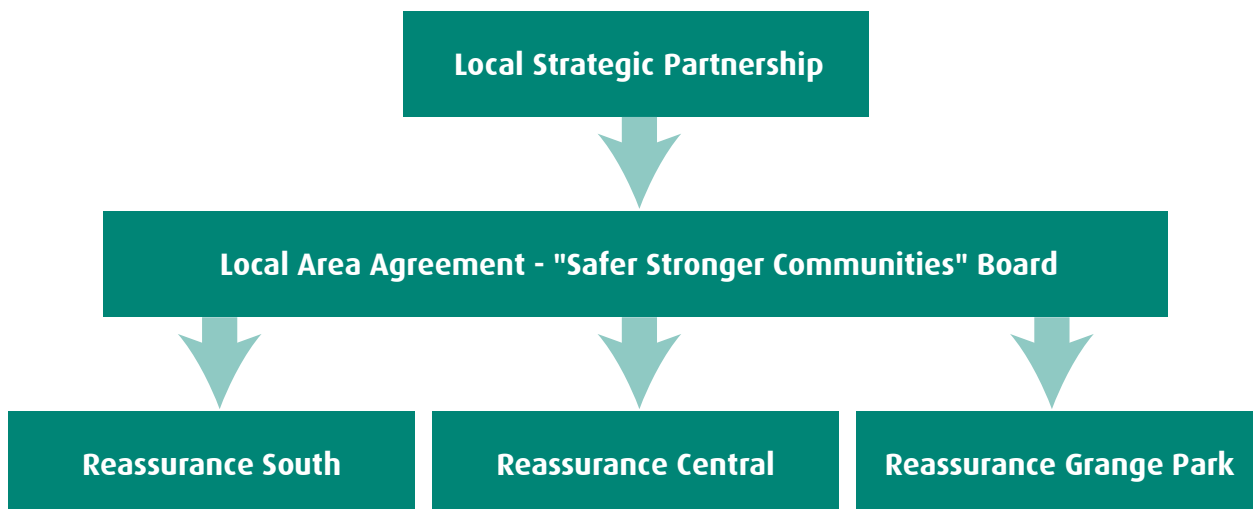 Local Strategic Partnership
Local Area Agreement - "Safer Stronger Communities" Board
Reassurance South
Reassurance Central
Reassurance Grange Park